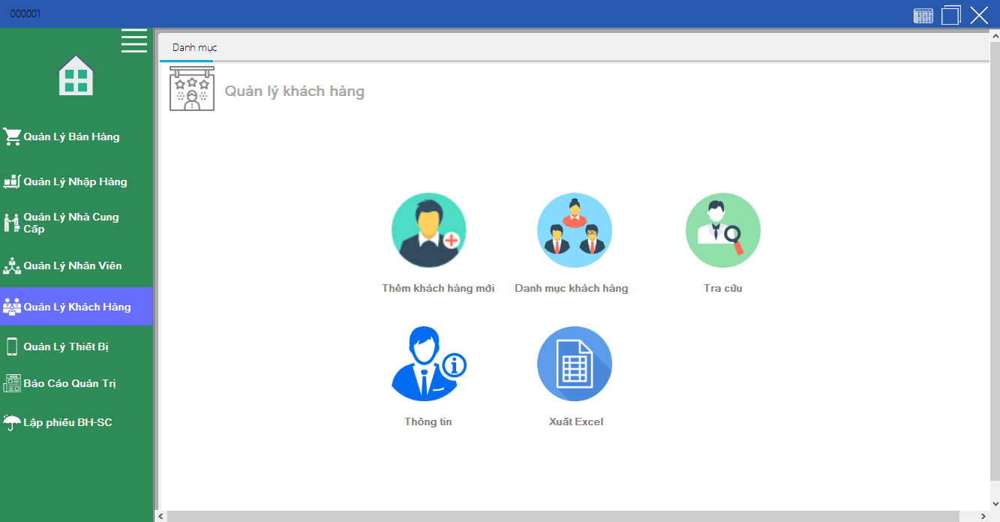 000001
Danh mục
Quản lý khách hàng
Quản Lý Bán Hàng
Quản Lý Nhập Hàng
Quản Lý Nhà Cung
Cấp
Quản Lý Nhân Viên
Quản Lý Khách Hàng
Quản Lý Thiết Bị
Báo Cáo Quản Trị
Lập phiếu BH-SC
Thêm khách hàng mới
Danh mục khách hàng
Tra cứu
Thông tin
Xuất Excel